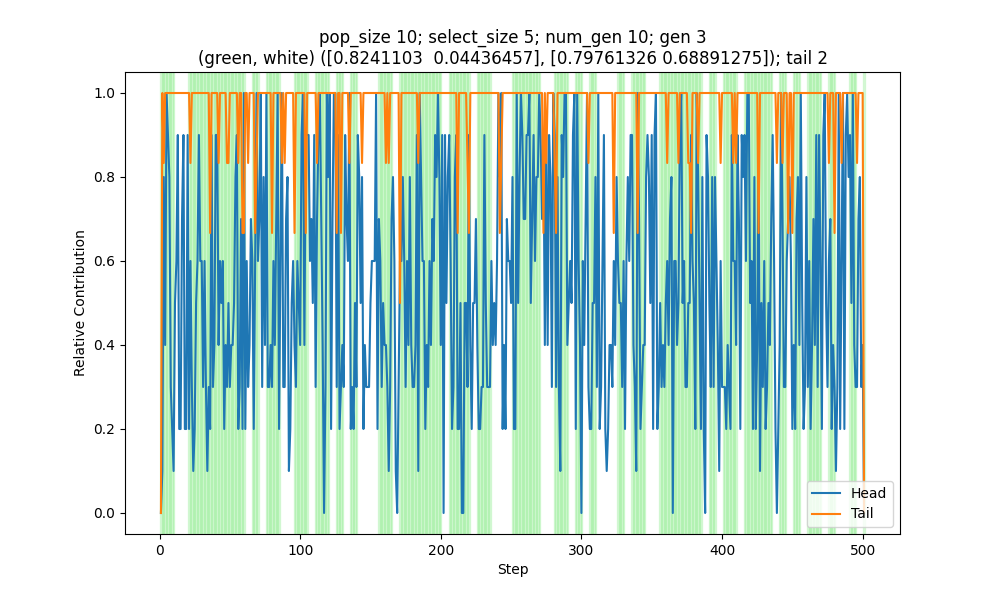 pop_size 10; select_size 5; num_gen 10; gen 3
(green, white) ([0.8241103  0.04436457], [0.79761326 0.68891275]); tail 2
1.0
0.8
0.6
0.4
0.2
0.0
Relative Contribution
Head
Tail
0
100
200
300
400
500
Step